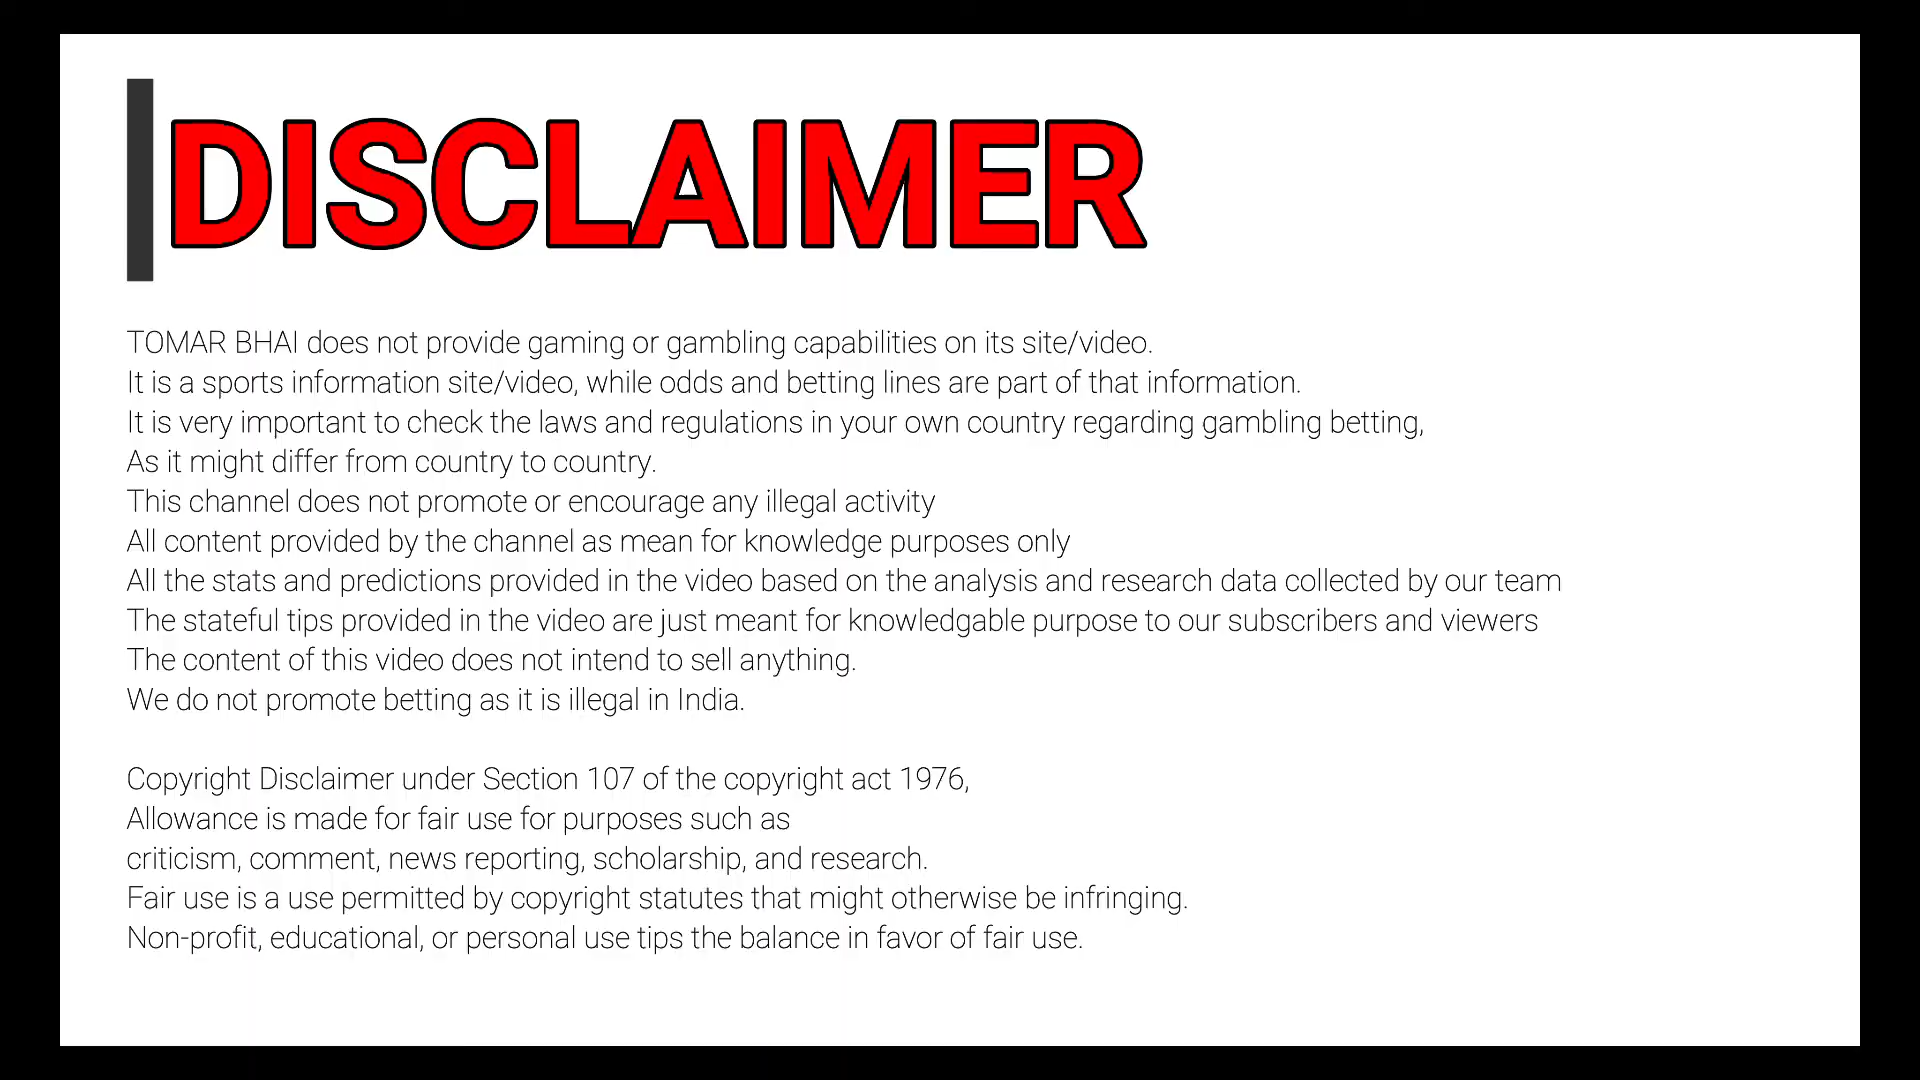 DISCLAIMER
TOMAR BHAI does not provide gaming or gambling capabilities on its site/video.
It is a sports information site/video, while odds and betting lines are part of that information.
It is very important to check the laws and regulations in your own country regarding gambling betting,
As it might differ from country to country.
This channel does not promote or encourage any illegal activity
All content provided by the channel as mean for knowledge purposes only
All the stats and predictions provided in the video based on the analysis and research data collected by our team
The stateful tips provided in the video are just meant for knowledgable purpose to our subscribers and viewers
The content of this video does not intend to sell anything.
We do not promote betting as it is illegal in India.
Copyright Disclaimer under Section 107 of the copyright act 1976,
Allowance is made for fair use for purposes such as
criticism, comment, news reporting, scholarship, and research.
Fair use is a use permitted by copyright statutes that might otherwise be infringing.
Non-profit, educational, or personal use tips the balance in favor of fair use.